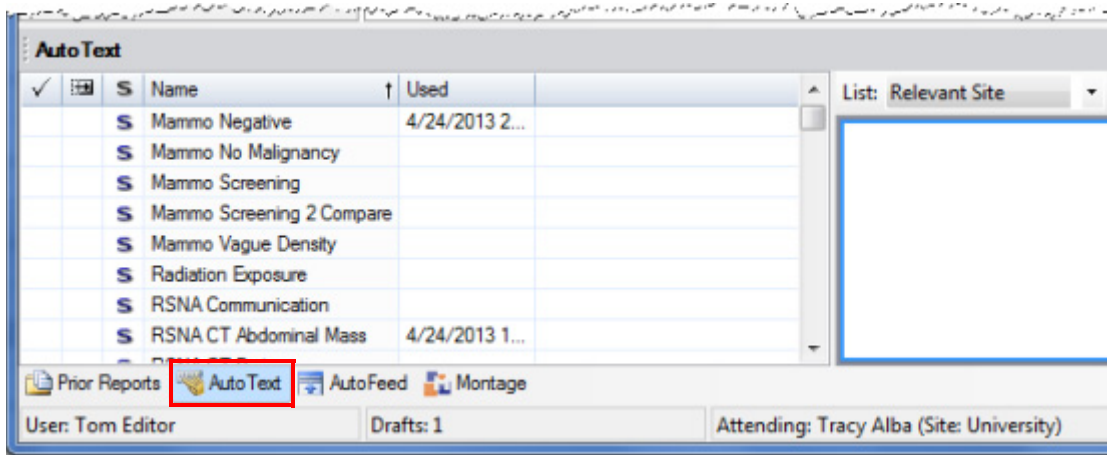 AutoText
✓ S Name ↑ Used
List: Relevant Site
S Mammo Negative 4/24/2013 2...
S Mammo No Malignancy
S Mammo Screening
S Mammo Screening 2 Compare
S Mammo Vague Density
S Radiation Exposure
S RSNA Communication
S RSNA CT Abdominal Mass 4/24/2013 1...
Prior Reports AutoText AutoFeed Montage
User: Tom Editor Drafts: 1 Attending: Tracy Alba (Site: University)